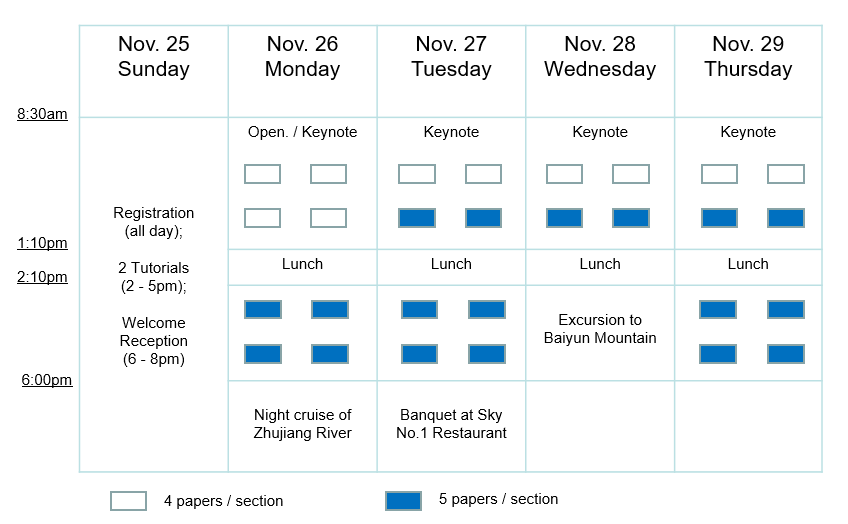 Nov. 25
Sunday
Nov. 26
Monday
Nov. 27
Tuesday
Nov. 28
Wednesday
Nov. 29
Thursday
8:30am
Open. / Keynote
Keynote
Keynote
Keynote
Registration
(all day);
2 Tutorials
(2 - 5pm);
Welcome
Reception
(6 - 8pm)
1:10pm
Lunch
Lunch
Lunch
Lunch
2:10pm
Excursion to
Baiyun Mountain
6:00pm
Night cruise of
Zhujiang River
Banquet at Sky
No.1 Restaurant
4 papers / section
5 papers / section